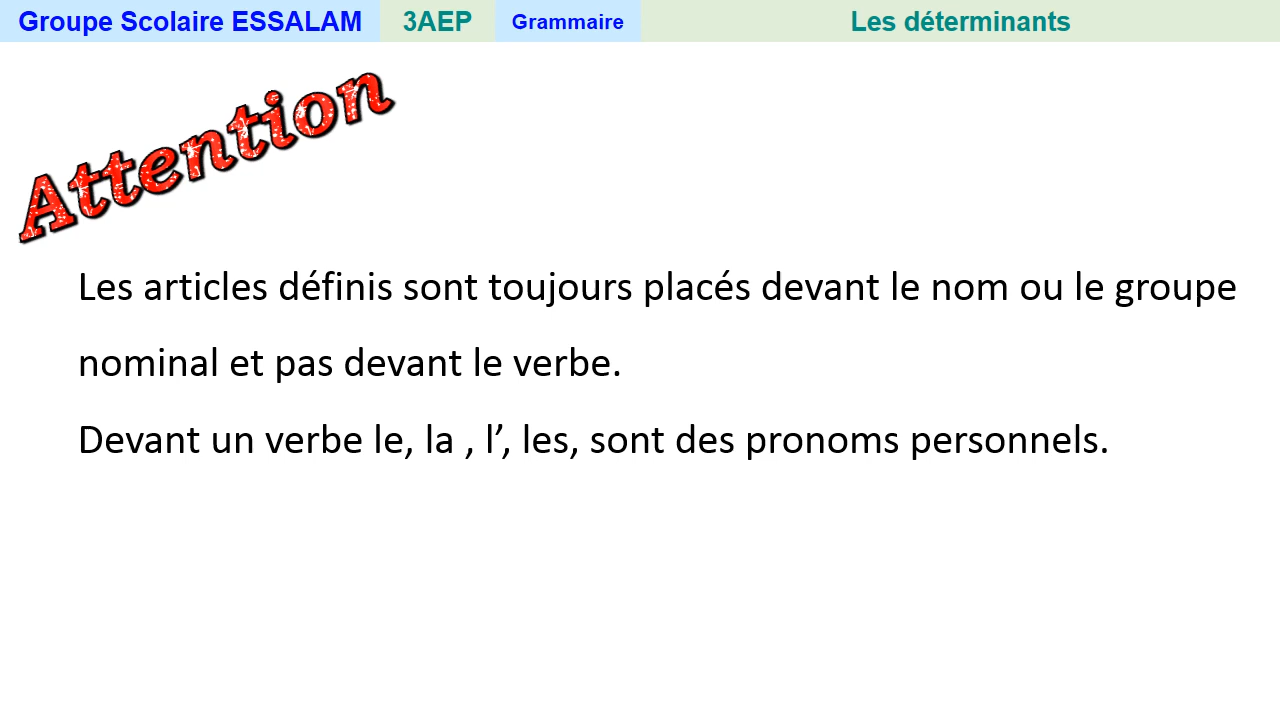 Groupe Scolaire ESSALAM 3AEP Grammaire Les déterminants
Attention
Les articles définis sont toujours placés devant le nom ou le groupe
nominal et pas devant le verbe.
Devant un verbe le, la , l’, les, sont des pronoms personnels.